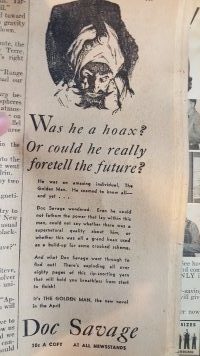 Was he a hoax?
Or could he really
foretell the future?
He was an amazing individual, The
Golden Man. He seemed to know all—
and yet . . .
Doc Savage wondered. Even he could
not fathom the power that lay within this
man, could not say whether there was a
supernatural quality about him, or
whether this was all a grand hoax used
as a build-up for some crooked scheme.
And what Doc Savage went through to
find out! There's exploding all over
eighty pages of this rip-snorting yarn
that will hold you breathless from start
to finish!
It's THE GOLDEN MAN, the new novel
in the April
Doc Savage
10c A COPY AT ALL NEWSSTANDS